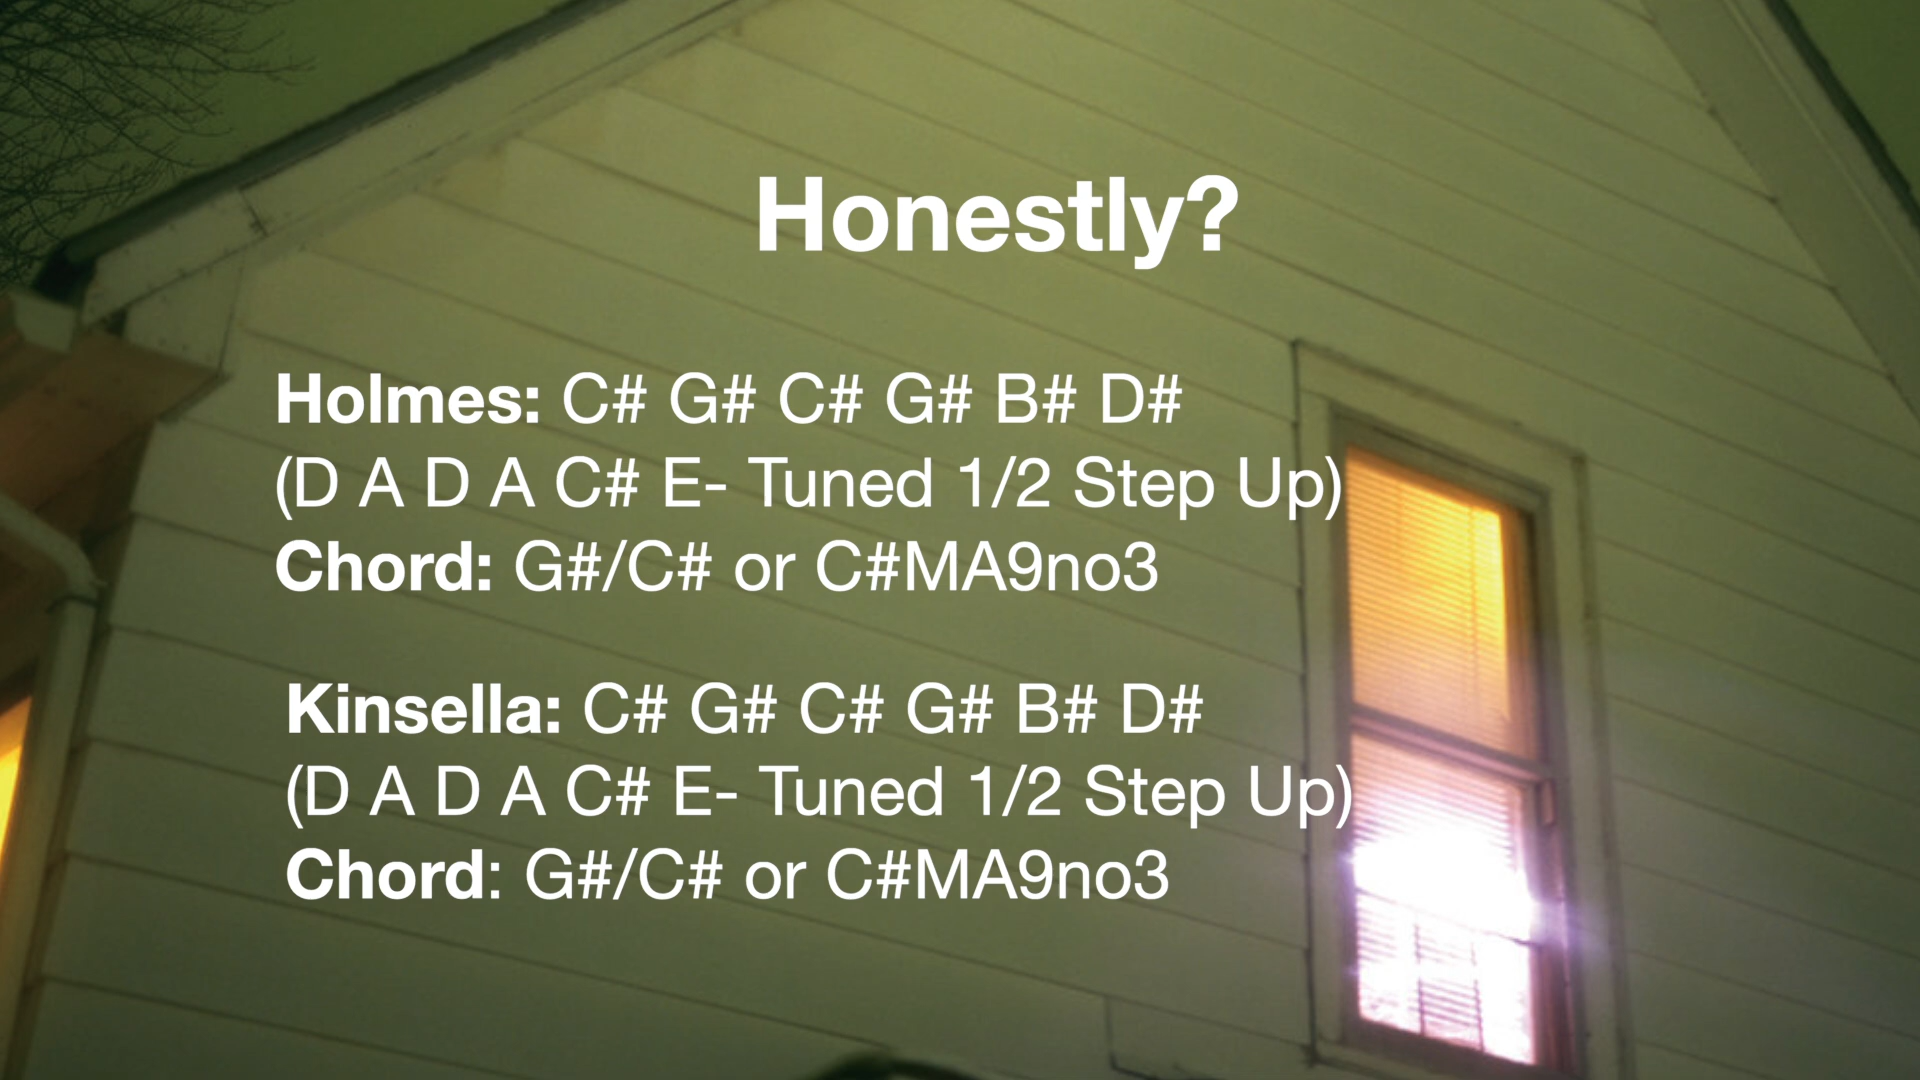 Honestly?
Holmes: C# G# C# G# B# D#
(D A D A C# E- Tuned 1/2 Step Up)
Chord: G#/C# or C#MA9no3
Kinsella: C# G# C# G# B# D#
(D A D A C# E- Tuned 1/2 Step Up)
Chord: G#/C# or C#MA9no3